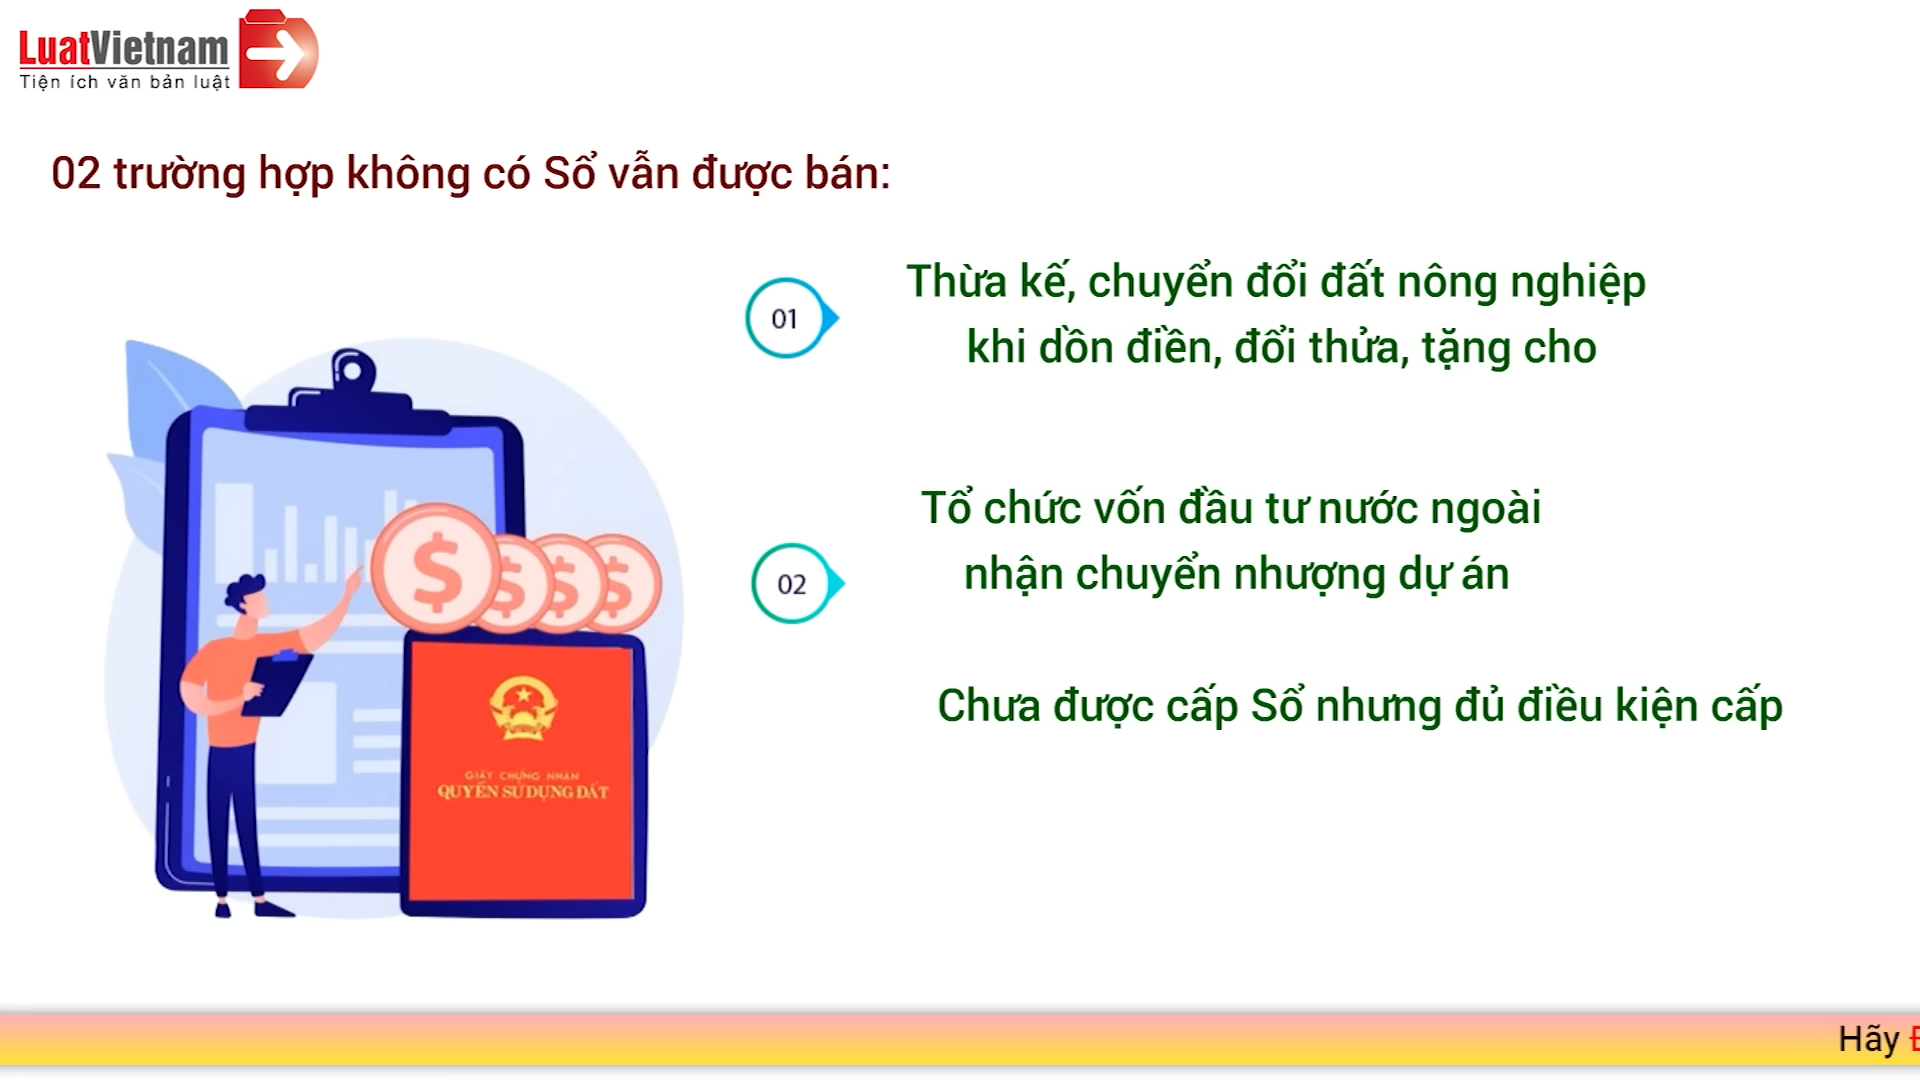 LuatVietnam
Tiện ích văn bản luật
02 trường hợp không có Sổ vẫn được bán:
01
Thừa kế, chuyển đổi đất nông nghiệp
khi dồn điền, đổi thửa, tặng cho
02
Tổ chức vốn đầu tư nước ngoài
nhận chuyển nhượng dự án
Chưa được cấp Sổ nhưng đủ điều kiện cấp
GIẤY CHỨNG NHẬN
QUYỀN SỬ DỤNG ĐẤT
Hãy